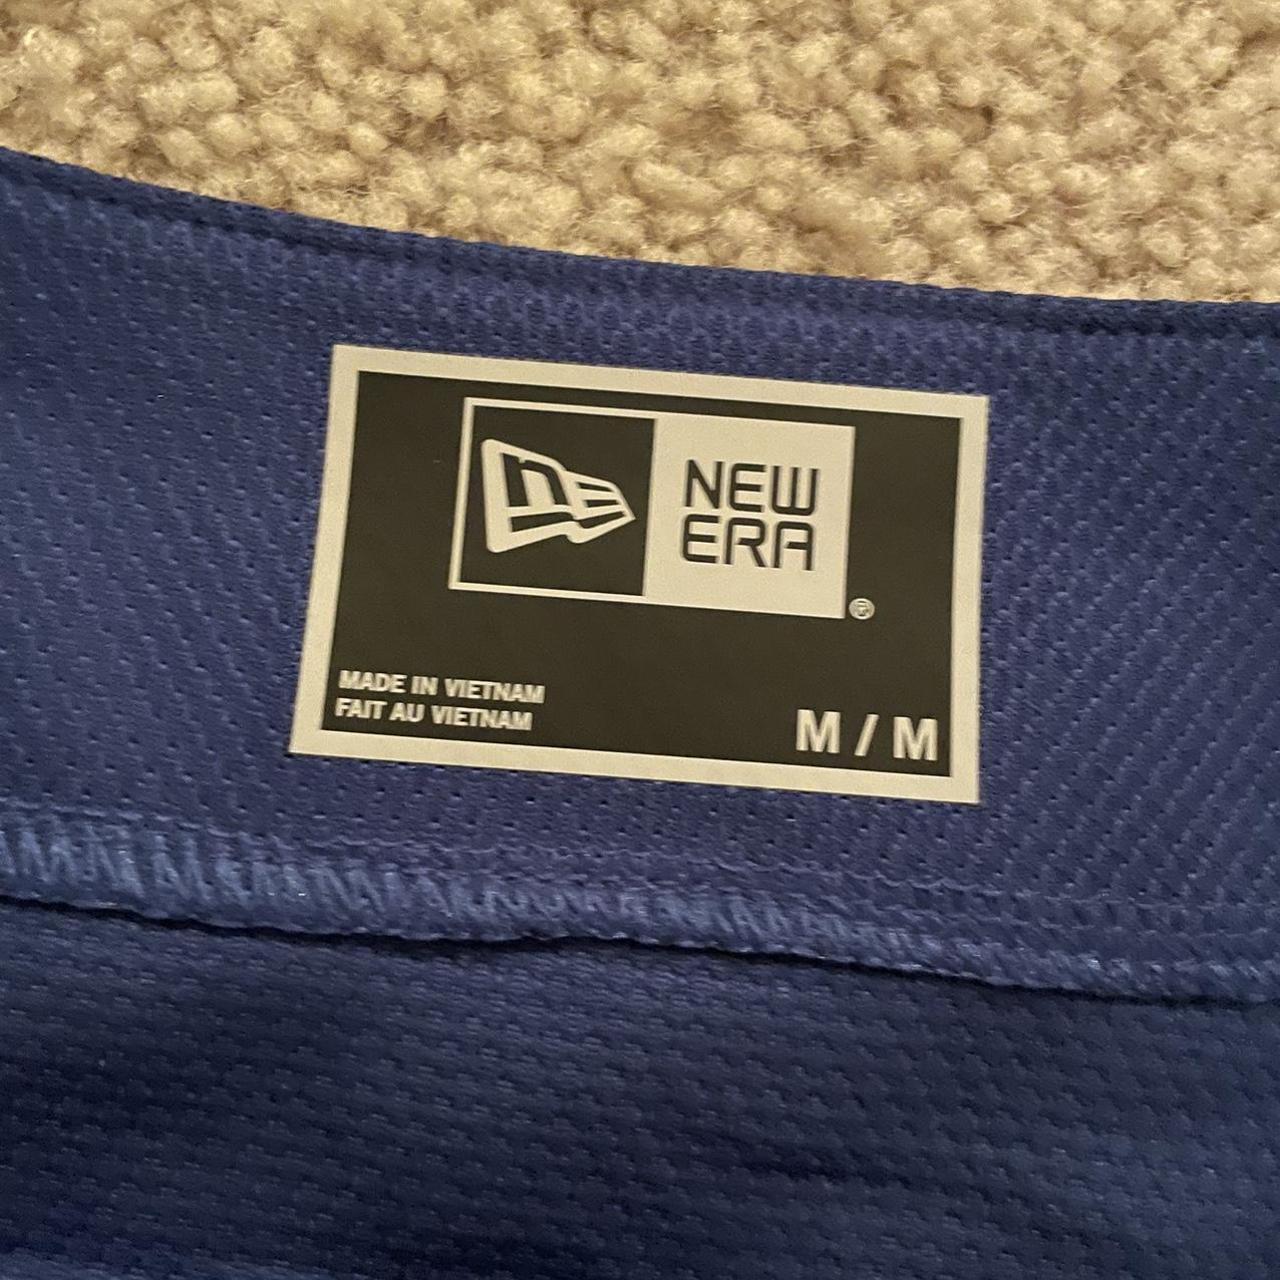 NEW
ERA
®
MADE IN VIETNAM
FAIT AU VIETNAM
M / M